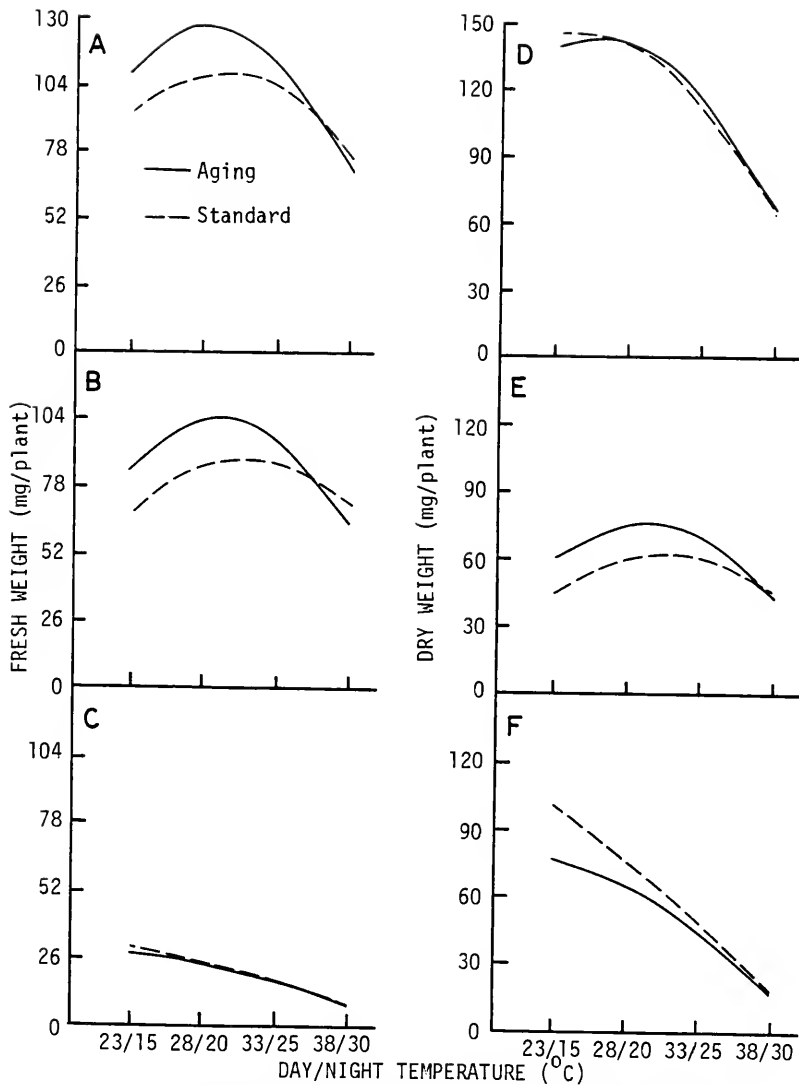 A
130
104
78
52
26
0
Aging
Standard
B
104
78
52
26
0
C
104
78
52
26
0
23/15 28/20 33/25 38/30
FRESH WEIGHT (mg/plant)
D
150
120
90
60
30
0
E
120
90
60
30
0
F
120
90
60
30
0
23/15 28/20 33/25 38/30
DRY WEIGHT (mg/plant)
DAY/NIGHT TEMPERATURE (°C)